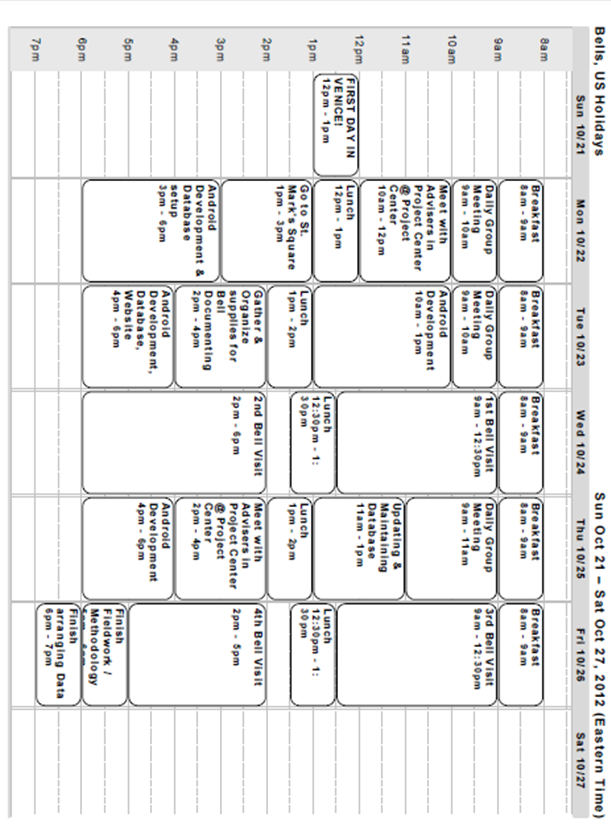 Bells, US Holidays
Sun Oct 21 – Sat Oct 27, 2012 (Eastern Time)
Sun 10/21
Mon 10/22
Tue 10/23
Wed 10/24
Thu 10/25
Fri 10/26
Sat 10/27
8am
9am
10am
11am
12pm
1pm
2pm
3pm
4pm
5pm
6pm
7pm
FIRST DAY IN
VENICE!
12pm - 1pm
Breakfast
8am - 9am
Daily Group
Meeting
9am - 10am
Meet with
Advisers in
Project Center
@ Project
Center
10am - 12pm
Lunch
12pm - 1pm
Go to St.
Mark's Square
1pm - 3pm
Android
Development &
Database
setup
3pm - 6pm
Breakfast
8am - 9am
Daily Group
Meeting
9am - 10am
Android
Development
10am - 1pm
Lunch
1pm - 2pm
Gather &
Organize
supplies for
Bell
Documenting
2pm - 4pm
Android
Development,
Database,
Website
4pm - 6pm
Breakfast
8am - 9am
1st Bell Visit
9am - 12:30pm
Lunch
12:30pm - 1:
30pm
2nd Bell Visit
2pm - 6pm
Breakfast
8am - 9am
Daily Group
Meeting
9am - 11am
Updating &
Maintaining
Database
11am - 1pm
Lunch
1pm - 2pm
Meet with
Advisers in
Project Center
@ Project
Center
2pm - 4pm
Android
Development
4pm - 6pm
Breakfast
8am - 9am
3rd Bell Visit
9am - 12:30pm
Lunch
12:30pm - 1:
30pm
4th Bell Visit
2pm - 5pm
Finish
Fieldwork /
Methodology
Finish
arranging Data
6pm - 7pm